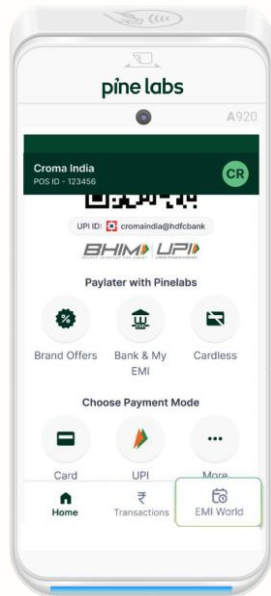 pine labs
A920
Croma India
POS ID - 123456
CR
UPI ID: cromaindia@hdfcbank
BHIM UPI
Paylater with Pinelabs
Brand Offers
Bank & My EMI
Cardless
Choose Payment Mode
Card
UPI
More
Home
Transactions
EMI World